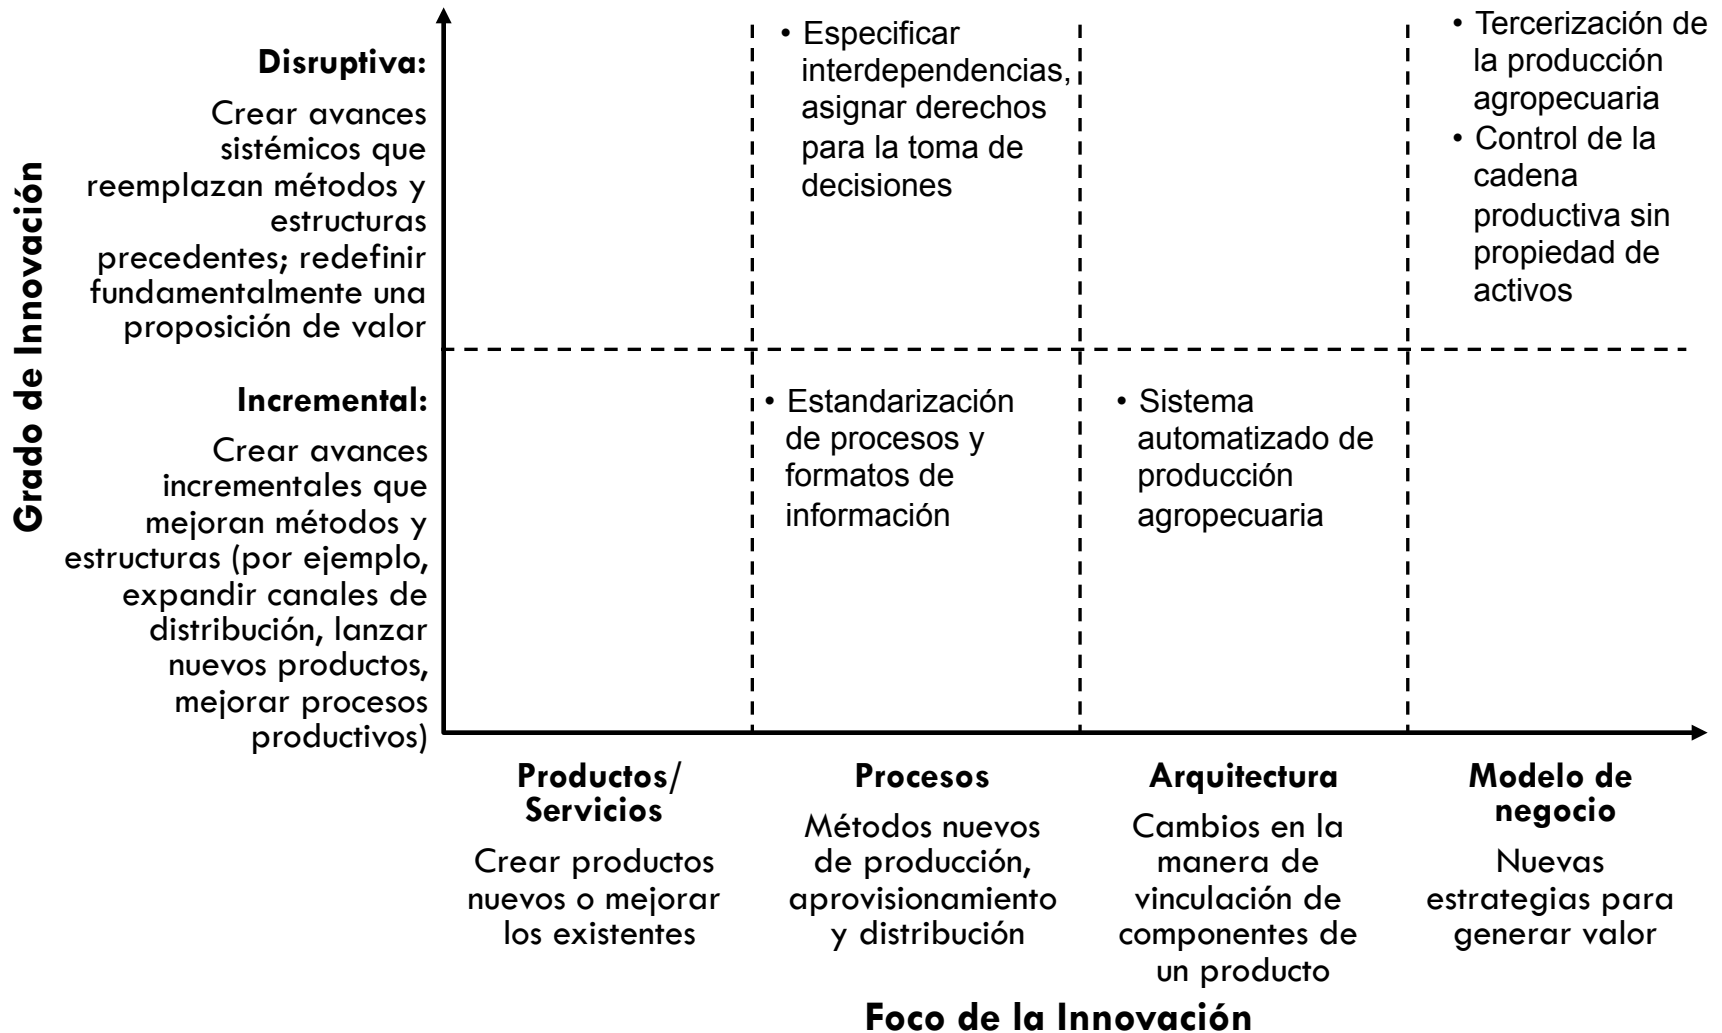 Grado de Innovación
Disruptiva:
Crear avances
sistémicos que
reemplazan métodos y
estructuras
precedentes; redefinir
fundamentalmente una
proposición de valor
• Especificar
interdependencias,
asignar derechos
para la toma de
decisiones
• Tercerización de
la producción
agropecuaria
• Control de la
cadena
productiva sin
propiedad de
activos
Incremental:
Crear avances
incrementales que
mejoran métodos y
estructuras (por ejemplo,
expandir canales de
distribución, lanzar
nuevos productos,
mejorar procesos
productivos)
• Estandarización
de procesos y
formatos de
información
• Sistema
automatizado de
producción
agropecuaria
Productos/
Servicios
Crear productos
nuevos o mejorar
los existentes
Procesos
Métodos nuevos
de producción,
aprovisionamiento
y distribución
Arquitectura
Cambios en la
manera de
vinculación de
componentes de
un producto
Modelo de
negocio
Nuevas
estrategias para
generar valor
Foco de la Innovación